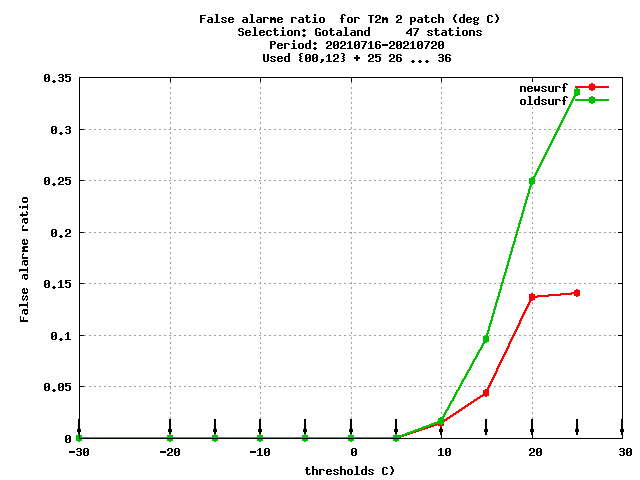 False alarme ratio  for T2m 2 patch (deg C)
Selection: Gotaland     47 stations
Period: 20210716-20210720
Used {00,12} + 25 26 ... 36
newsurf
oldsurf
False alarme ratio
0.35
0.3
0.25
0.2
0.15
0.1
0.05
0
-30 -20 -10 0 10 20 30
thresholds C)